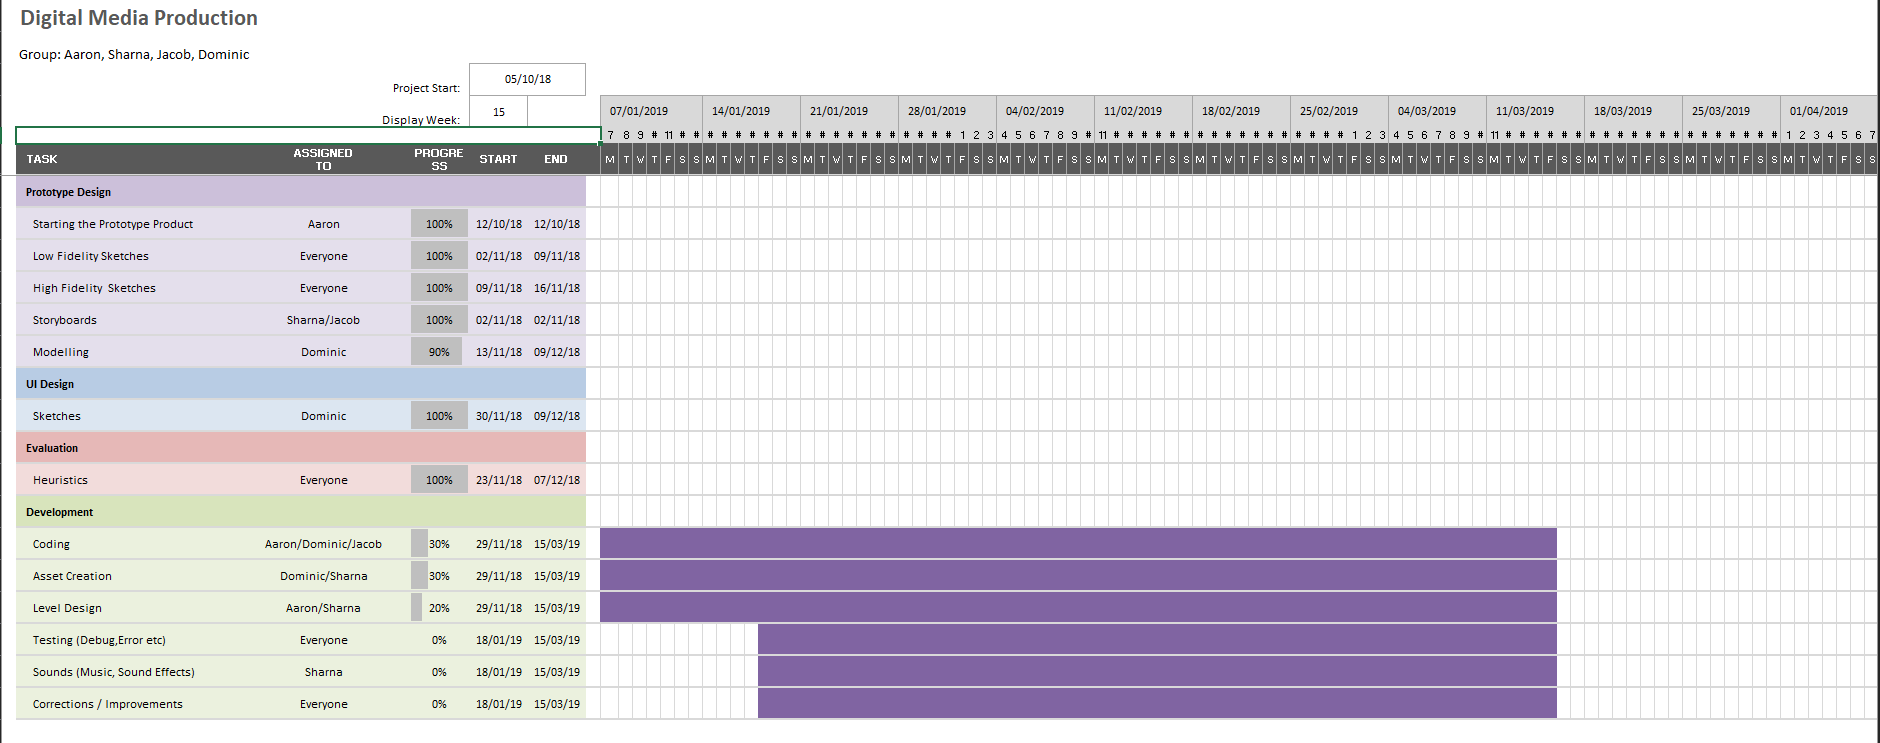 Digital Media Production
Group: Aaron, Sharna, Jacob, Dominic
Project Start: 05/10/18
Display Week: 15
07/01/2019 14/01/2019 21/01/2019 28/01/2019 04/02/2019 11/02/2019 18/02/2019 25/02/2019 04/03/2019 11/03/2019 18/03/2019 25/03/2019 01/04/2019
7 8 9 # 11 # # # # # # # # # # # # # # # # # # # # 1 2 3 4 5 6 7 8 9 # 11 # # # # # # # # # # # # # # # # # 1 2 3 4 5 6 7 8 9 # 11 # # # # # # # # # # # # # # # # # # # # 1 2 3 4 5 6 7
TASK ASSIGNED TO PROGRESS START END M T W T F S S M T W T F S S M T W T F S S M T W T F S S M T W T F S S M T W T F S S M T W T F S S M T W T F S S M T W T F S S M T W T F S S M T W T F S S M T W T F S S M T W T F S S
Prototype Design
Starting the Prototype Product Aaron 100% 12/10/18 12/10/18
Low Fidelity Sketches Everyone 100% 02/11/18 09/11/18
High Fidelity Sketches Everyone 100% 09/11/18 16/11/18
Storyboards Sharna/Jacob 100% 02/11/18 02/11/18
Modelling Dominic 90% 13/11/18 09/12/18
UI Design
Sketches Dominic 100% 30/11/18 09/12/18
Evaluation
Heuristics Everyone 100% 23/11/18 07/12/18
Development
Coding Aaron/Dominic/Jacob 30% 29/11/18 15/03/19
Asset Creation Dominic/Sharna 30% 29/11/18 15/03/19
Level Design Aaron/Sharna 20% 29/11/18 15/03/19
Testing (Debug,Error etc) Everyone 0% 18/01/19 15/03/19
Sounds (Music, Sound Effects) Sharna 0% 18/01/19 15/03/19
Corrections / Improvements Everyone 0% 18/01/19 15/03/19